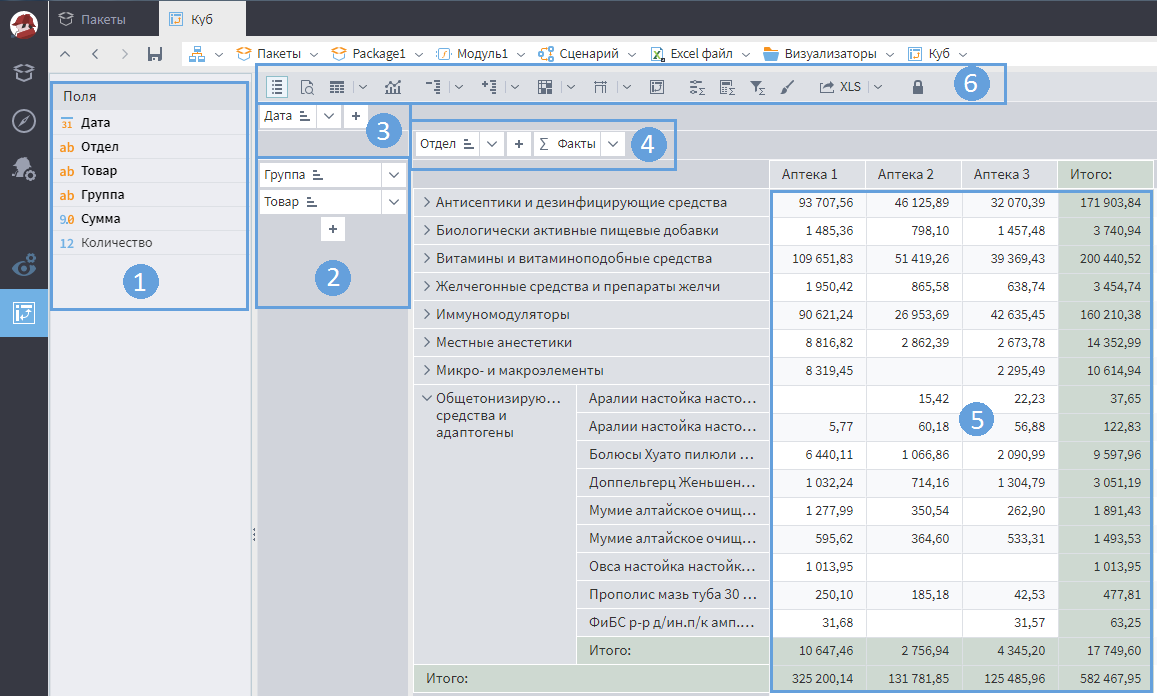 Пакеты Куб
Пакеты Package1 Модуль1 Сценарий Excel файл Визуализаторы Куб
XLS 6
Поля
31 Дата
ab Отдел
ab Товар
ab Группа
9.0 Сумма
12 Количество
1
Дата + 3
Отдел + Σ Факты 4
Группа
Товар
+
2
Аптека 1 Аптека 2 Аптека 3 Итого:
Антисептики и дезинфицирующие средства 93 707,56 46 125,89 32 070,39 171 903,84
Биологически активные пищевые добавки 1 485,36 798,10 1 457,48 3 740,94
Витамины и витаминоподобные средства 109 651,83 51 419,26 39 369,43 200 440,52
Желчегонные средства и препараты желчи 1 950,42 865,58 638,74 3 454,74
Иммуномодуляторы 90 621,24 26 953,69 42 635,45 160 210,38
Местные анестетики 8 816,82 2 862,39 2 673,78 14 352,99
Микро- и макроэлементы 8 319,45 2 295,49 10 614,94
Общетонизирую...
средства и
адаптогены
Аралии настойка насто... 15,42 22,23 37,65
Аралии настойка насто... 5,77 60,18 56,88 122,83
5
Болюсы Хуато пилюли ... 6 440,11 1 066,86 2 090,99 9 597,96
Доппельгерц Женьшен... 1 032,24 714,16 1 304,79 3 051,19
Мумие алтайское очищ... 1 277,99 350,54 262,90 1 891,43
Мумие алтайское очищ... 595,62 364,60 533,31 1 493,53
Овса настойка настойк... 1 013,95 1 013,95
Прополис мазь туба 30 ... 250,10 185,18 42,53 477,81
ФиБС р-р д/ин.п/к амп.... 31,68 31,57 63,25
Итого: 10 647,46 2 756,94 4 345,20 17 749,60
Итого: 325 200,14 131 781,85 125 485,96 582 467,95